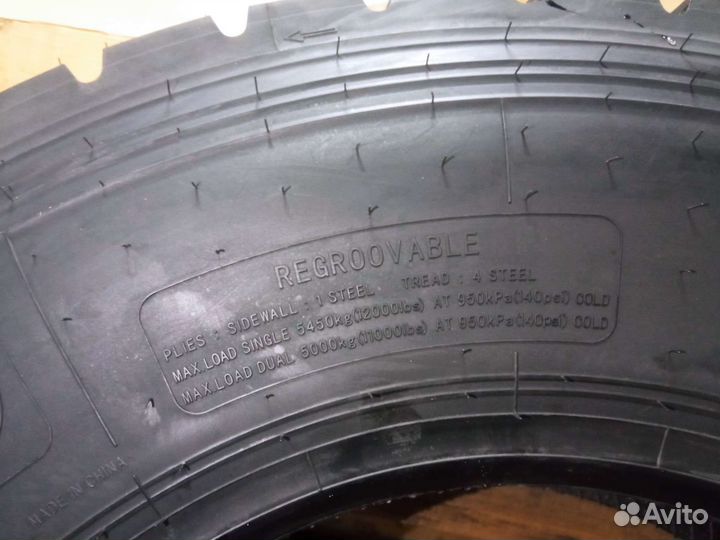 REGROOVABLE
PLIES : SIDEWALL : 1 STEEL TREAD : 4 STEEL
MAX.LOAD SINGLE 5450kg(12000lbs) AT 950kPa(140psi) COLD
MAX.LOAD DUAL 5000kg(11000lbs) AT 950kPa(140psi) COLD
MADE IN CHINA
Avito